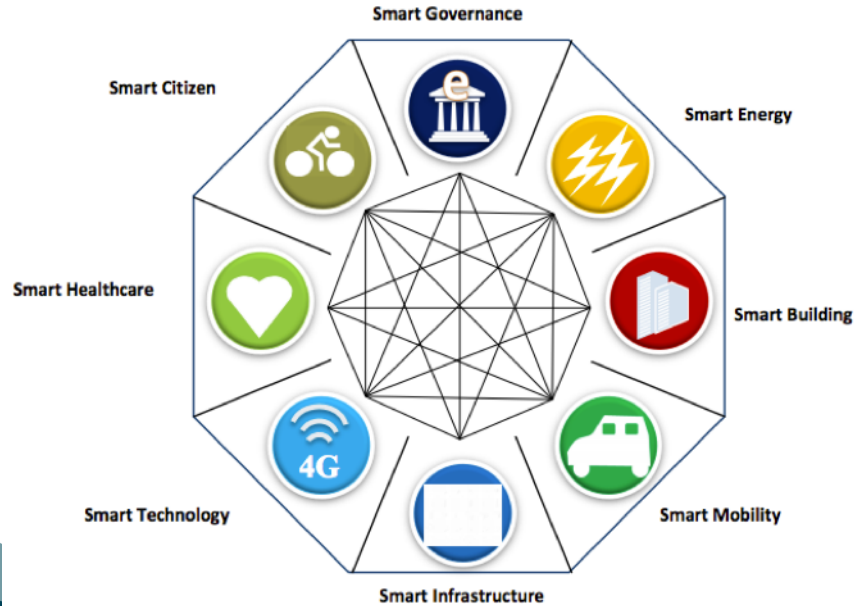 Smart Governance
Smart Citizen
e
Smart Energy
Smart Healthcare
Smart Building
4G
Smart Technology
Smart Mobility
Smart Infrastructure